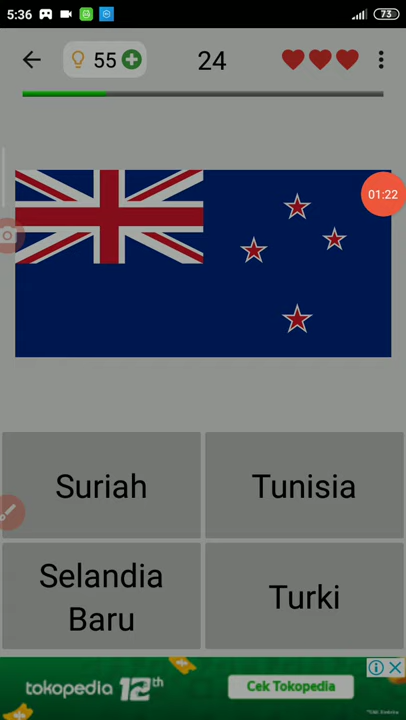 5:36
73
55
24
01:22
Suriah
Tunisia
Selandia
Baru
Turki
tokopedia 12th
Cek Tokopedia